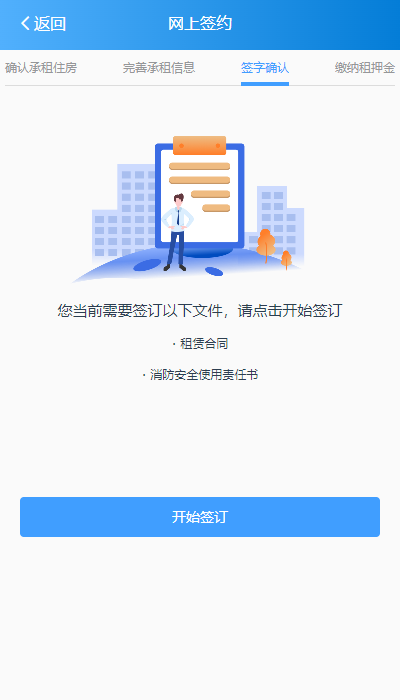 返回
网上签约
确认承租住房
完善承租信息
签字确认
缴纳租押金
您当前需要签订以下文件，请点击开始签订
· 租赁合同
· 消防安全使用责任书
开始签订